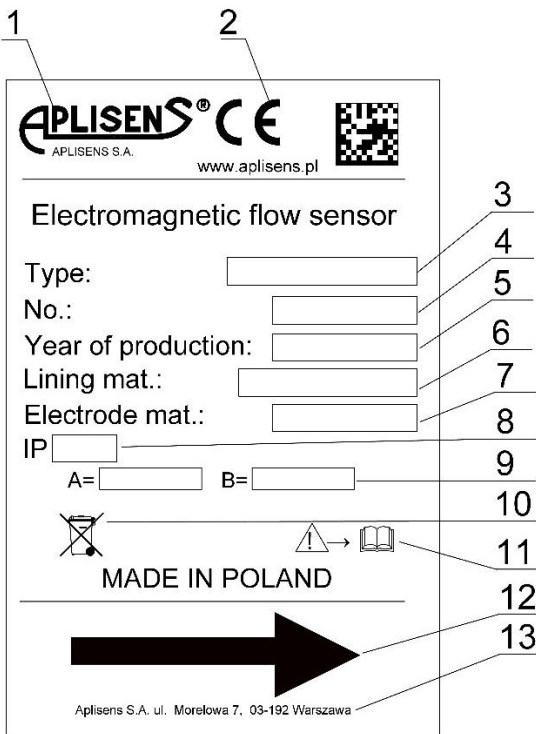 1
2
APLISENS® CE
APLISENS S.A.
www.aplisens.pl
Electromagnetic flow sensor
3
Type:
4
No.:
5
Year of production:
6
Lining mat.:
7
Electrode mat.:
8
IP
9
A= B=
10
11
MADE IN POLAND
12
13
Aplisens S.A. ul. Morelowa 7, 03-192 Warszawa